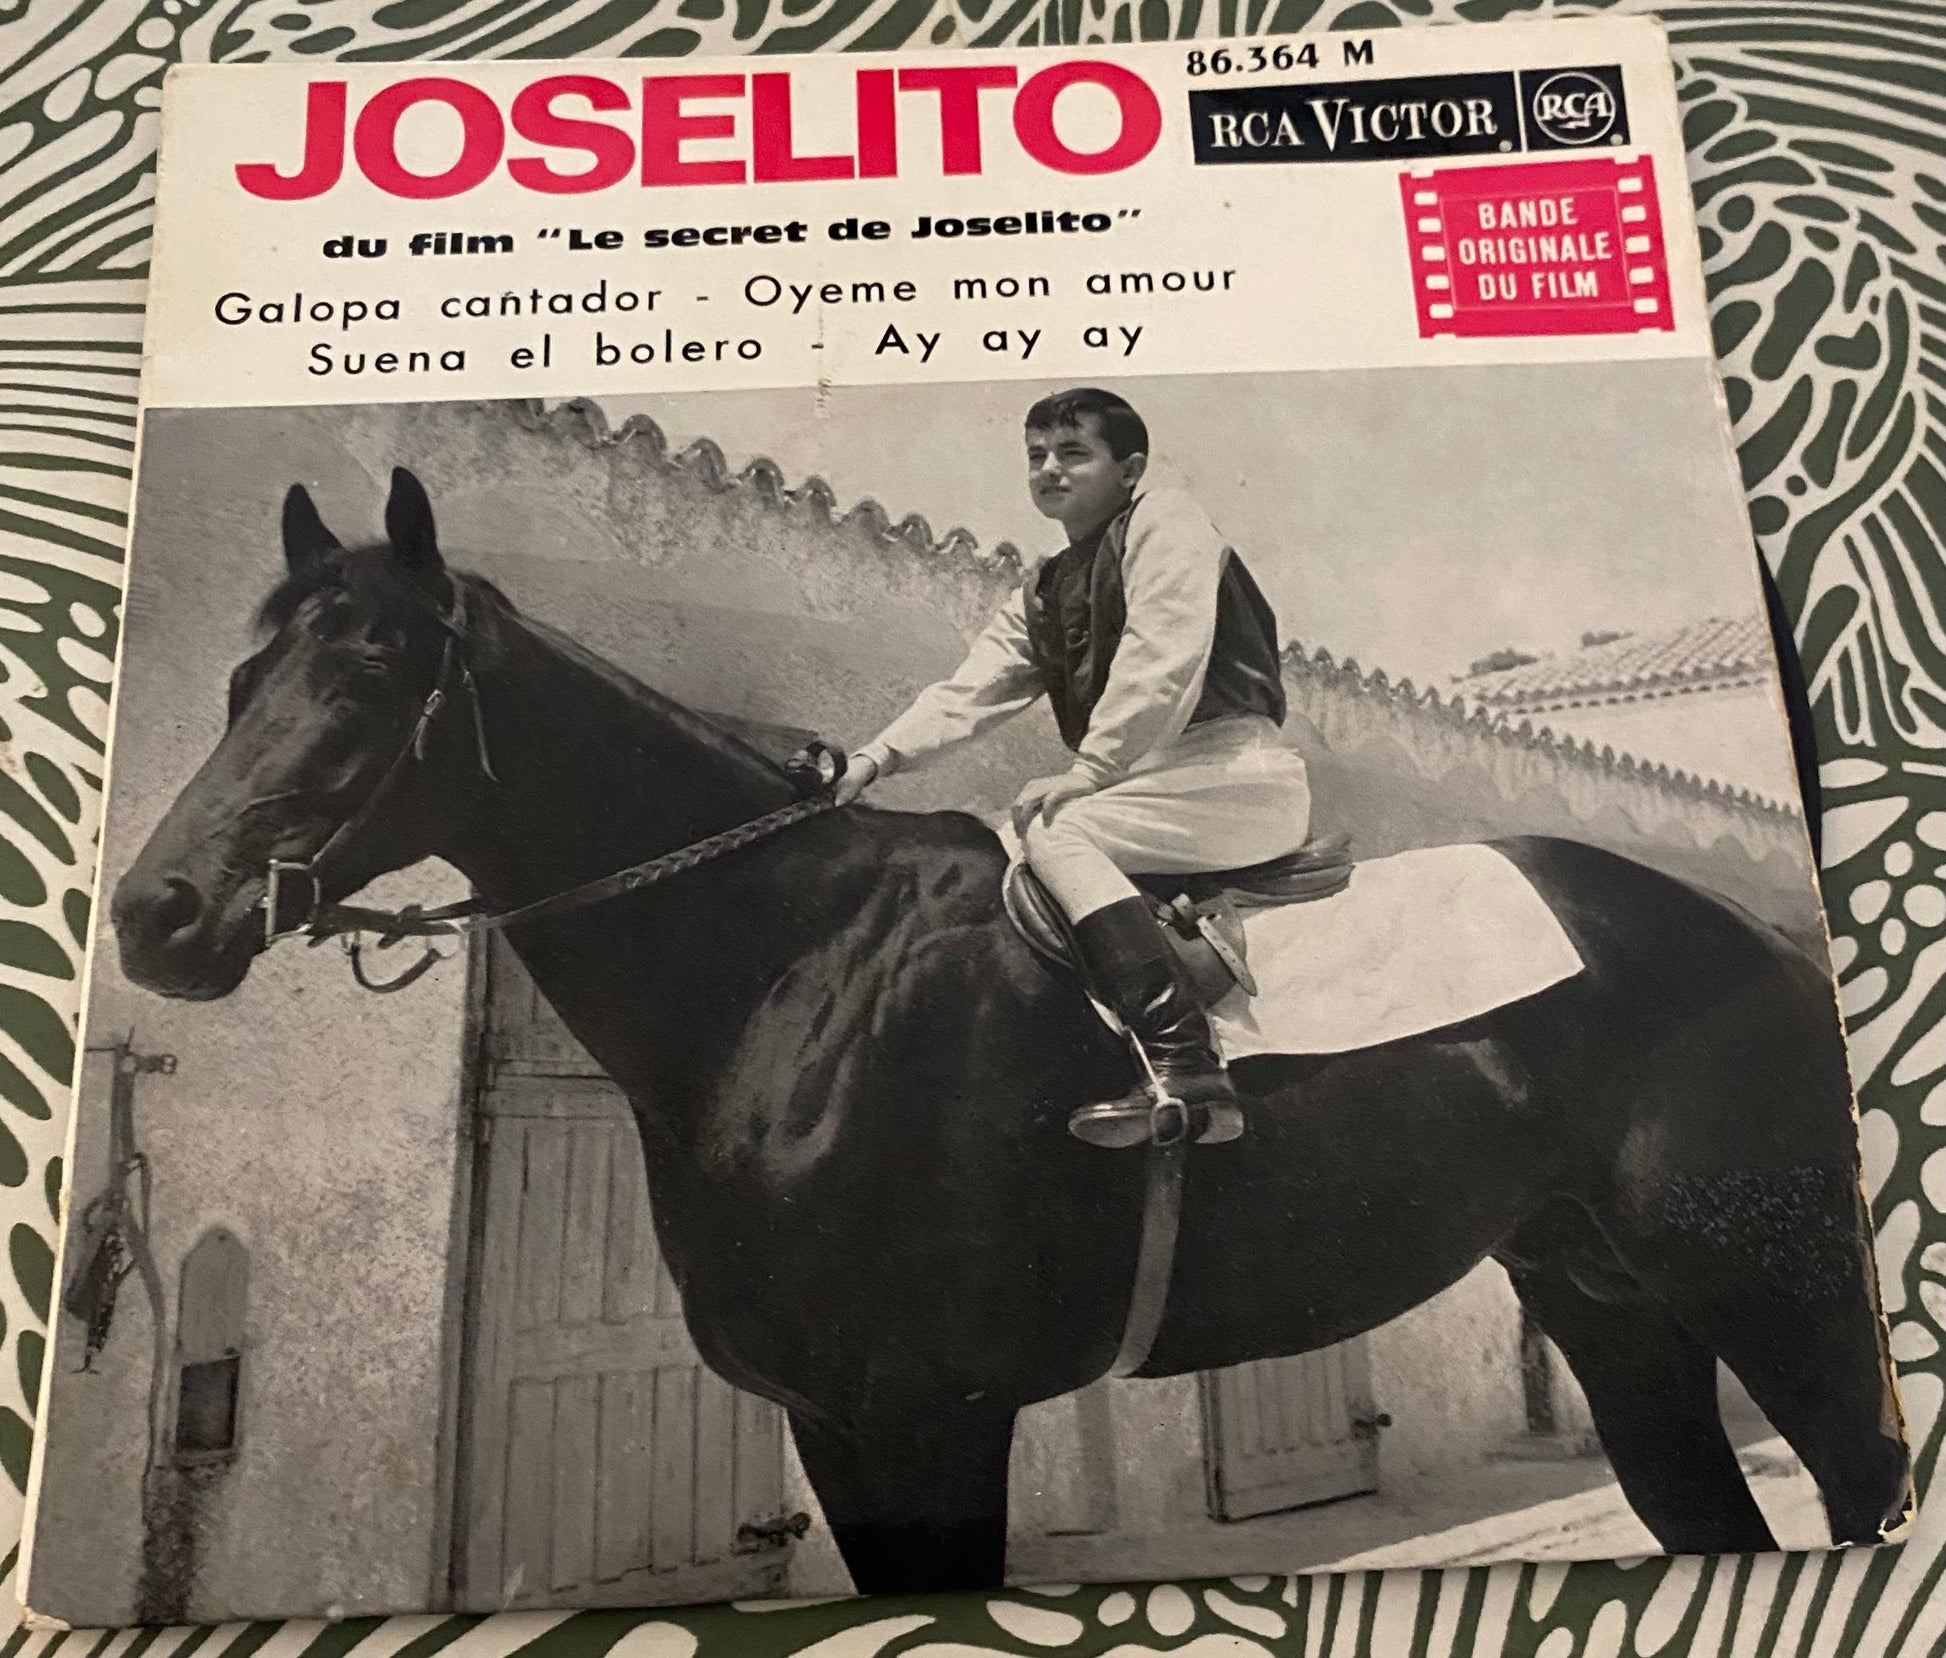 JOSELITO
86.364 M
RCA VICTOR
RCA
du film "Le secret de Joselito"
BANDE
ORIGINALE
DU FILM
Galopa cantador - Oyeme mon amour
Suena el bolero - Ay ay ay